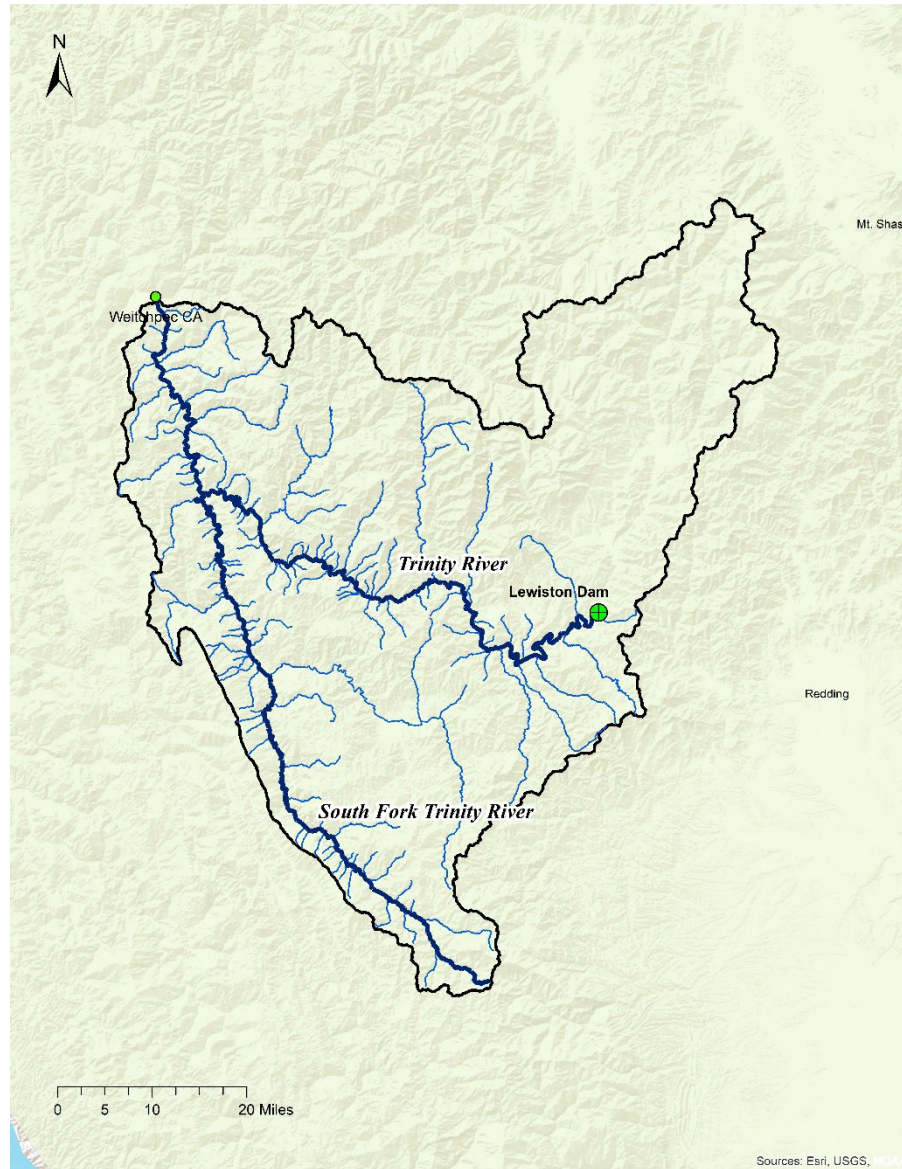 N
Mt. Shas
Weitchpec CA
Trinity River
Lewiston Dam
Redding
South Fork Trinity River
0 5 10 20 Miles
Sources: Esri, USGS, NOAA